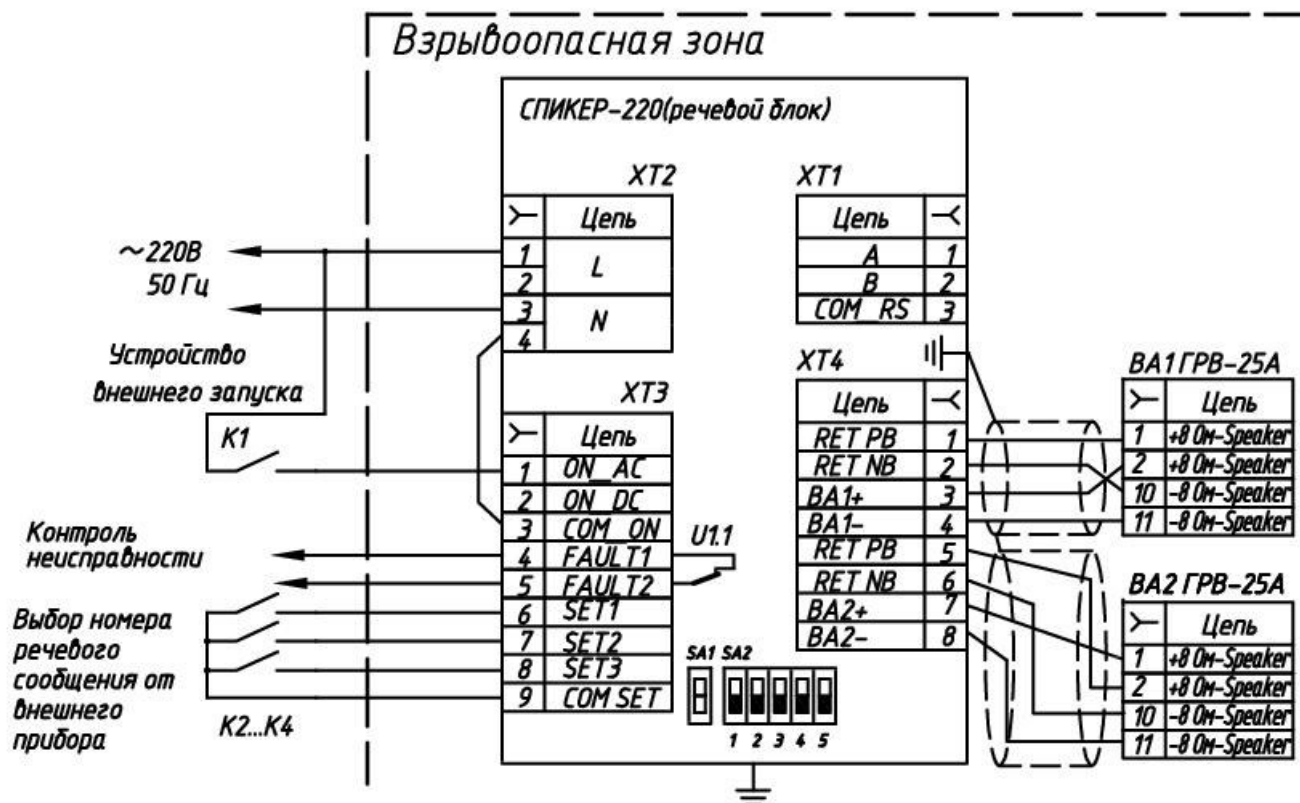 Взрывоопасная зона
СПИКЕР-220(речевой блок)
XT2
Цепь
1
L
2
3
N
4
~220В
50 Гц
Устройство
внешнего запуска
К1
XT3
Цепь
1 ON_AC
2 ON_DC
3 COM_ON
4 FAULT1
5 FAULT2
6 SET1
7 SET2
8 SET3
9 COM SET
U1.1
Контроль
неисправности
Выбор номера
речевого
сообщения от
внешнего
прибора
К2...К4
SA1 SA2
1 2 3 4 5
XT1
Цепь
A 1
B 2
COM_RS 3
XT4
Цепь
RET PB 1
RET NB 2
BA1+ 3
BA1- 4
RET PB 5
RET NB 6
BA2+ 7
BA2- 8
ВА1 ГРВ-25А
Цепь
1 +8 Ом-Speaker
2 +8 Ом-Speaker
10 -8 Ом-Speaker
11 -8 Ом-Speaker
ВА2 ГРВ-25А
Цепь
1 +8 Ом-Speaker
2 +8 Ом-Speaker
10 -8 Ом-Speaker
11 -8 Ом-Speaker